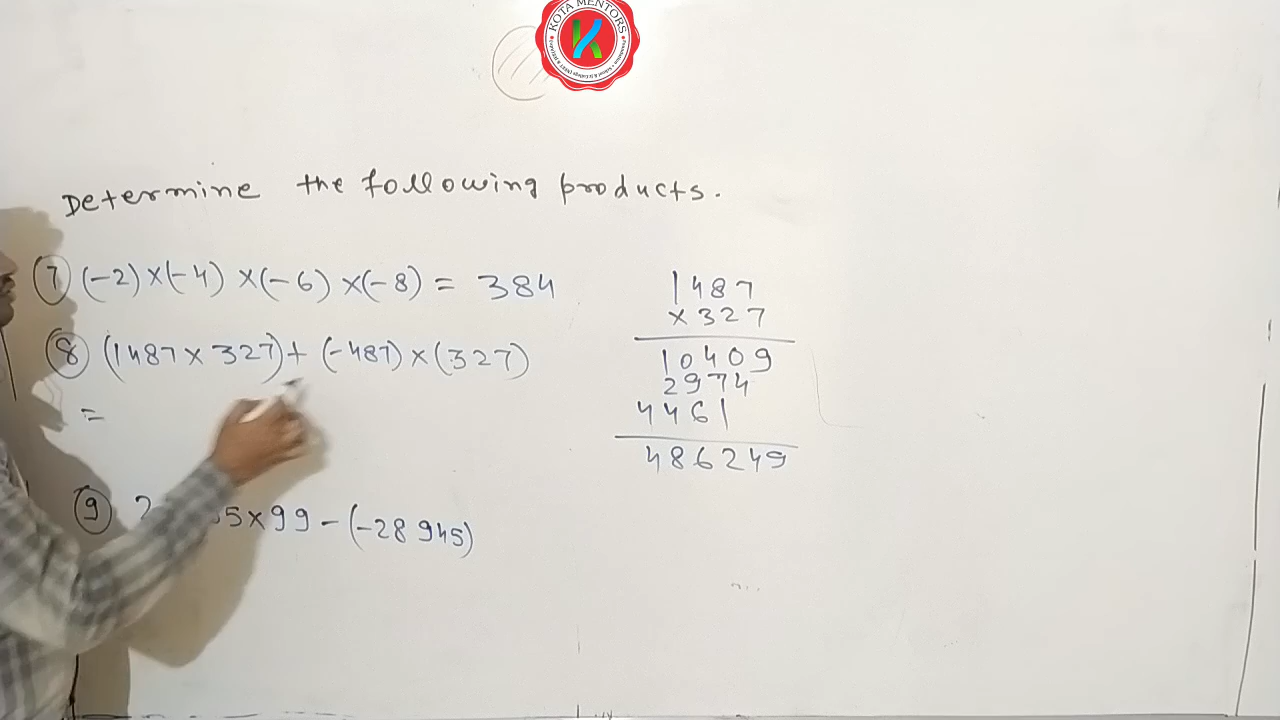 KOTA MENTORS
Determine the following products.
7 (-2)×(-4) ×(-6) ×(-8) = 384
8 (1487 × 327)+ (-487) × (327)
=
9 5×99 - (-28 945)
1487
×327
10409
2974
4461
486249